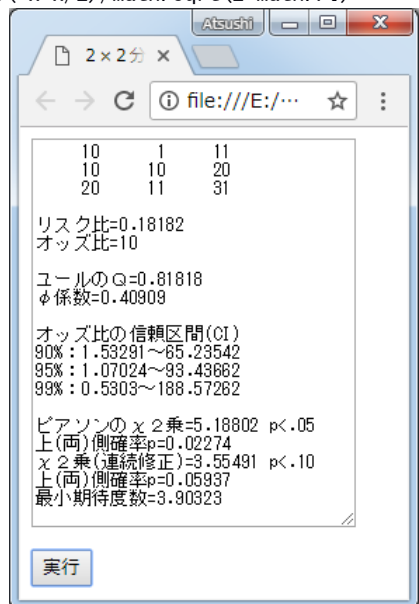 Atsushi
2×2分
file:///E:/…
10 1 11
10 10 20
20 11 31
リスク比=0.18182
オッズ比=10
ユールのQ=0.81818
φ係数=0.40909
オッズ比の信頼区間(CI)
90%:1.53291~65.23542
95%:1.07024~93.43662
99%:0.5303~188.57262
ピアソンのχ2乗=5.18802 p<.05
上(両)側確率p=0.02274
χ2乗(連続修正)=3.55491 p<.10
上(両)側確率p=0.05937
最小期待度数=3.90323
実行